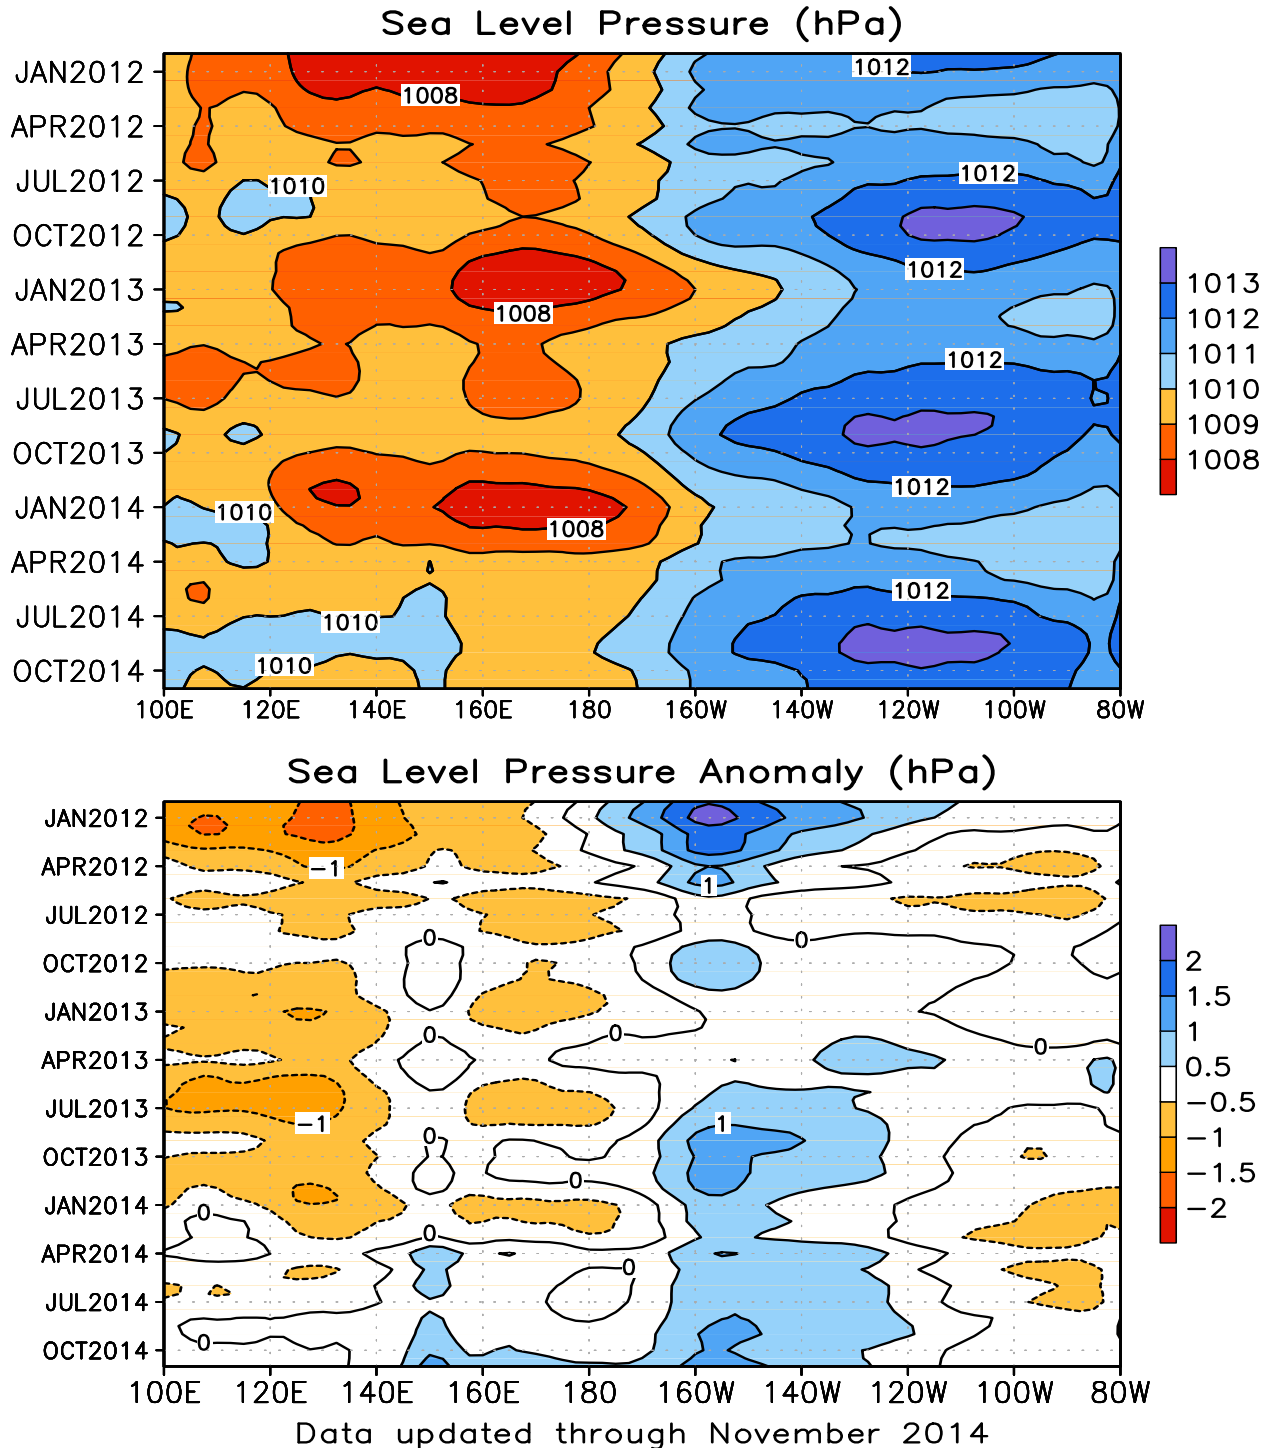 Sea Level Pressure (hPa)
JAN2012
APR2012
JUL2012
OCT2012
JAN2013
APR2013
JUL2013
OCT2013
JAN2014
APR2014
JUL2014
OCT2014
1012
1008
1012
1010
1012
1008
1012
1012
1010
1008
1012
1010
1010
100E 120E 140E 160E 180 160W 140W 120W 100W 80W
1013
1012
1011
1010
1009
1008
Sea Level Pressure Anomaly (hPa)
JAN2012
APR2012
JUL2012
OCT2012
JAN2013
APR2013
JUL2013
OCT2013
JAN2014
APR2014
JUL2014
OCT2014
-1
1
0
0
0
0
0
-1
1
0
0
0
0
0
0
100E 120E 140E 160E 180 160W 140W 120W 100W 80W
2
1.5
1
0.5
-0.5
-1
-1.5
-2
Data updated through November 2014